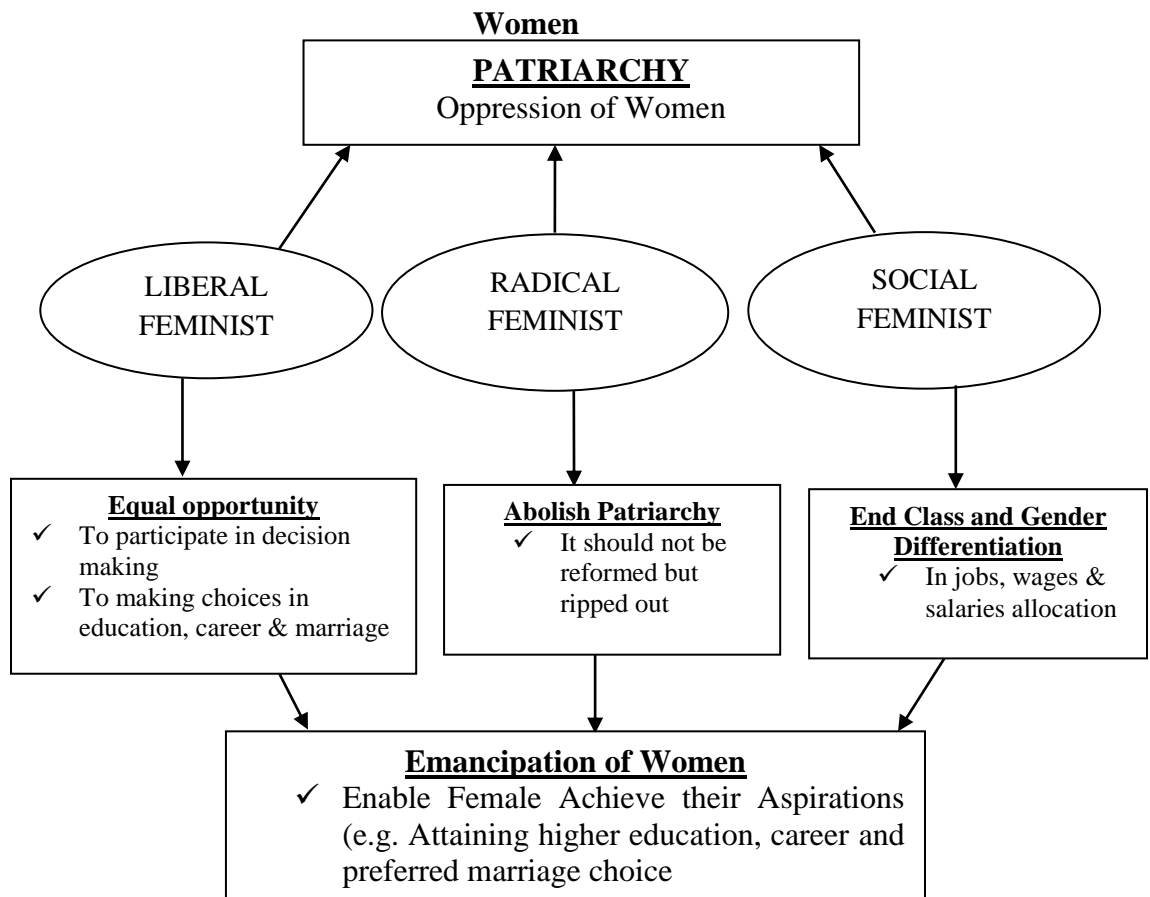 Women
PATRIARCHY
Oppression of Women
LIBERAL
FEMINIST
RADICAL
FEMINIST
SOCIAL
FEMINIST
Equal opportunity
✓ To participate in decision
making
✓ To making choices in
education, career & marriage
Abolish Patriarchy
✓ It should not be
reformed but
ripped out
End Class and Gender
Differentiation
✓ In jobs, wages &
salaries allocation
Emancipation of Women
✓ Enable Female Achieve their Aspirations
(e.g. Attaining higher education, career and
preferred marriage choice